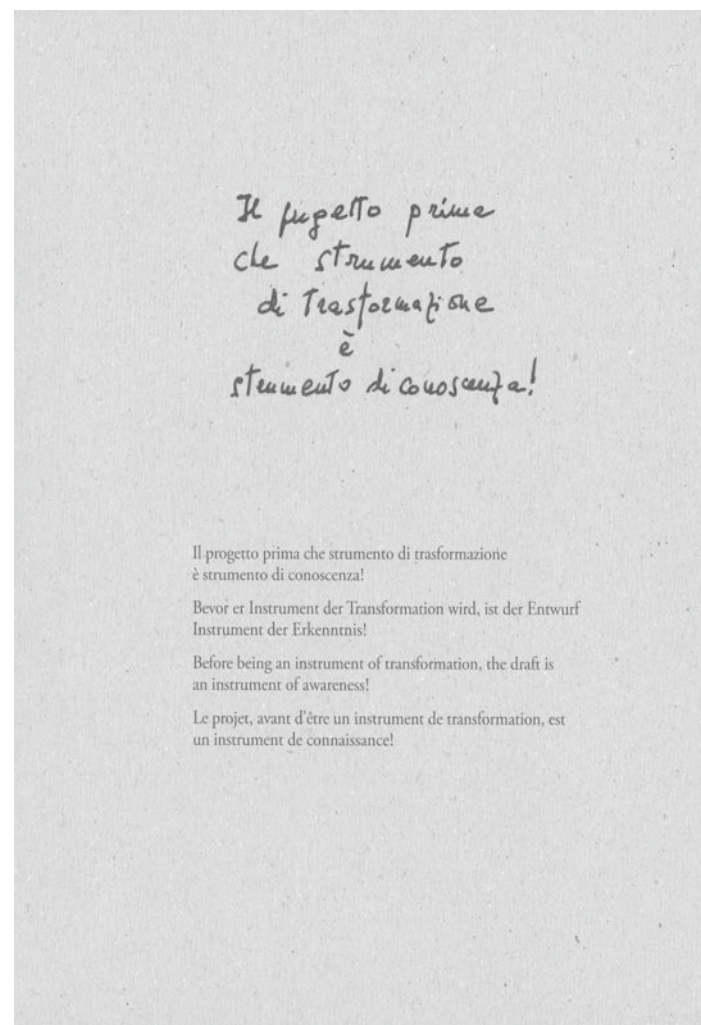 Il progetto prima
che strumento
di Trasformazione
è
strumento di conoscenza!
Il progetto prima che strumento di trasformazione
è strumento di conoscenza!
Bevor er Instrument der Transformation wird, ist der Entwurf
Instrument der Erkenntnis!
Before being an instrument of transformation, the draft is
an instrument of awareness!
Le projet, avant d'être un instrument de transformation, est
un instrument de connaissance!